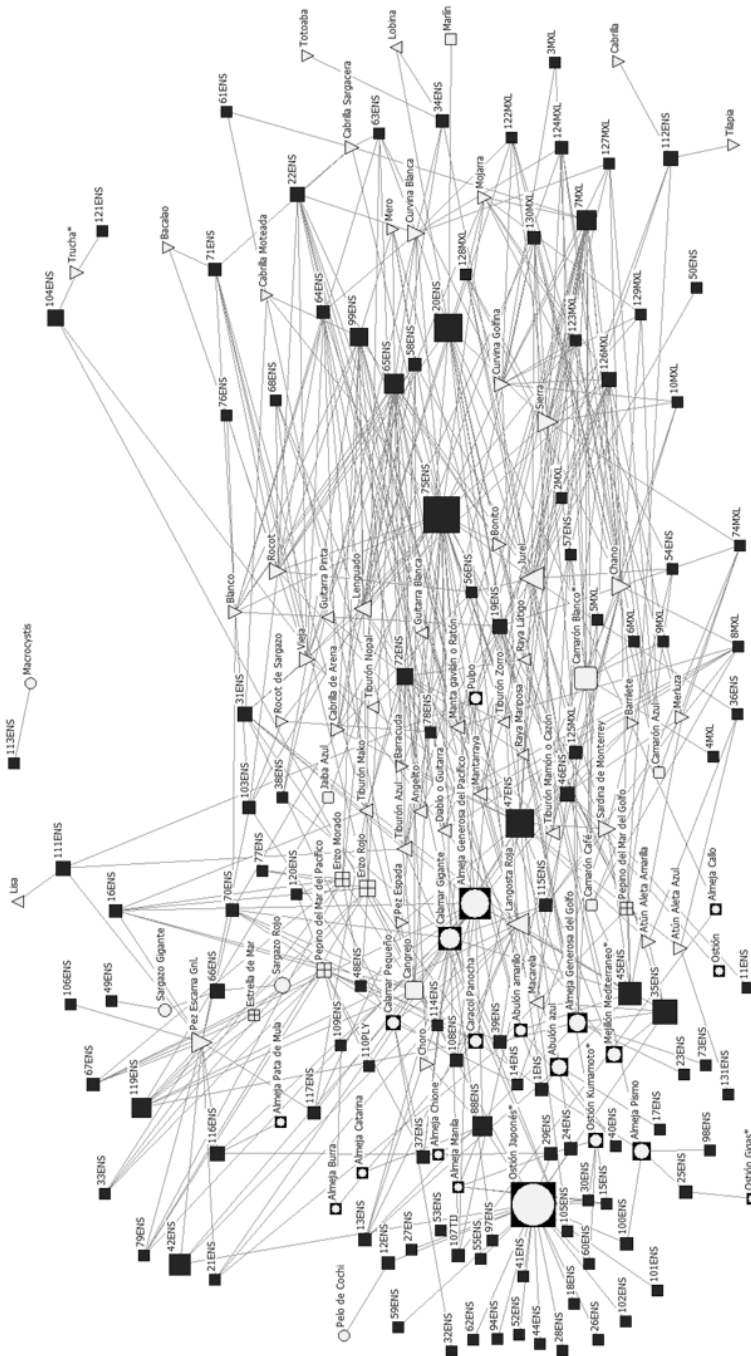 Lisa
113ENS
Macrocystis
104ENS
Trucha*
121ENS
111ENS
106ENS
67ENS
33ENS
49ENS
16ENS
119ENS
79ENS
Sargazo Gigante
Bacalao
42ENS
Pez Escama Gnl.
71ENS
61ENS
76ENS
66ENS
116ENS
21ENS
70ENS
Blanco
103ENS
31ENS
Estrella de Mar
77ENS
Cabrilla Moteada
68ENS
Rocot
Rocot de Sargazo
38ENS
Sargazo Rojo
Almeja Pata de Mula
120ENS
22ENS
Vieja
Totoaba
117ENS
Pepino del Mar del Pacífico
64ENS
Guitarra Pinta
Jaiba Azul
Almeja Burra
Pelo de Cochi
Cabrilla de Arena
Erizo Morado
109ENS
Cabrilla Sargacera
99ENS
Lenguado
Erizo Rojo
Tiburón Mako
Tiburón Nopal
48ENS
110PLY
Almeja Catarina
13ENS
63ENS
Mero
65ENS
Lobina
12ENS
Calamar Pequeño
59ENS
Pez Espada
Tiburón Azul
Barracuda
72ENS
58ENS
Curvina Blanca
27ENS
Cangrejo
Angelito
Guitarra Blanca
37ENS
Choro
78ENS
114ENS
Almeja Chione
53ENS
Diablo o Guitarra
75ENS
20ENS
34ENS
Marlín
Calamar Gigante
32ENS
108ENS
107TIJ
Almeja Manila
Manta gavilán o Ratón
128MXL
Almeja Generosa del Pacífico
56ENS
Pulpo
Caracol Panocha
62ENS
55ENS
88ENS
Mantarraya
Mojarra
97ENS
94ENS
39ENS
19ENS
Bonito
Tiburón Zorro
Curvina Golfina
122MXL
52ENS
41ENS
14ENS
Langosta Roja
47ENS
Abulón amarillo
Raya Mariposa
Raya Látigo
Jurel
130MXL
Ostión Japonés*
44ENS
1ENS
Macarela
115ENS
Sierra
Tiburón Mamón o Cazón
29ENS
3MXL
28ENS
Abulón azul
2MXL
124MXL
105ENS
46ENS
57ENS
24ENS
18ENS
Almeja Generosa del Golfo
125MXL
123MXL
Camarón Blanco*
7MXL
60ENS
30ENS
Camarón Café
26ENS
Ostión Kumamoto*
5MXL
15ENS
Sardina de Monterrey
126MXL
127MXL
Mejillón Mediterraneo*
40ENS
Chano
Cabrilla
102ENS
100ENS
45ENS
Pepino del Mar del Golfo
Barrilete
6MXL
Almeja Pismo
129MXL
Atún Aleta Amarilla
101ENS
17ENS
Camarón Azul
9MXL
35ENS
54ENS
112ENS
Atún Aleta Azul
Merluza
10MXL
23ENS
25ENS
50ENS
73ENS
4MXL
98ENS
Ostión
Almeja Callo
131ENS
Tilapia
36ENS
8MXL
74MXL
11ENS
Ostión Gigas*